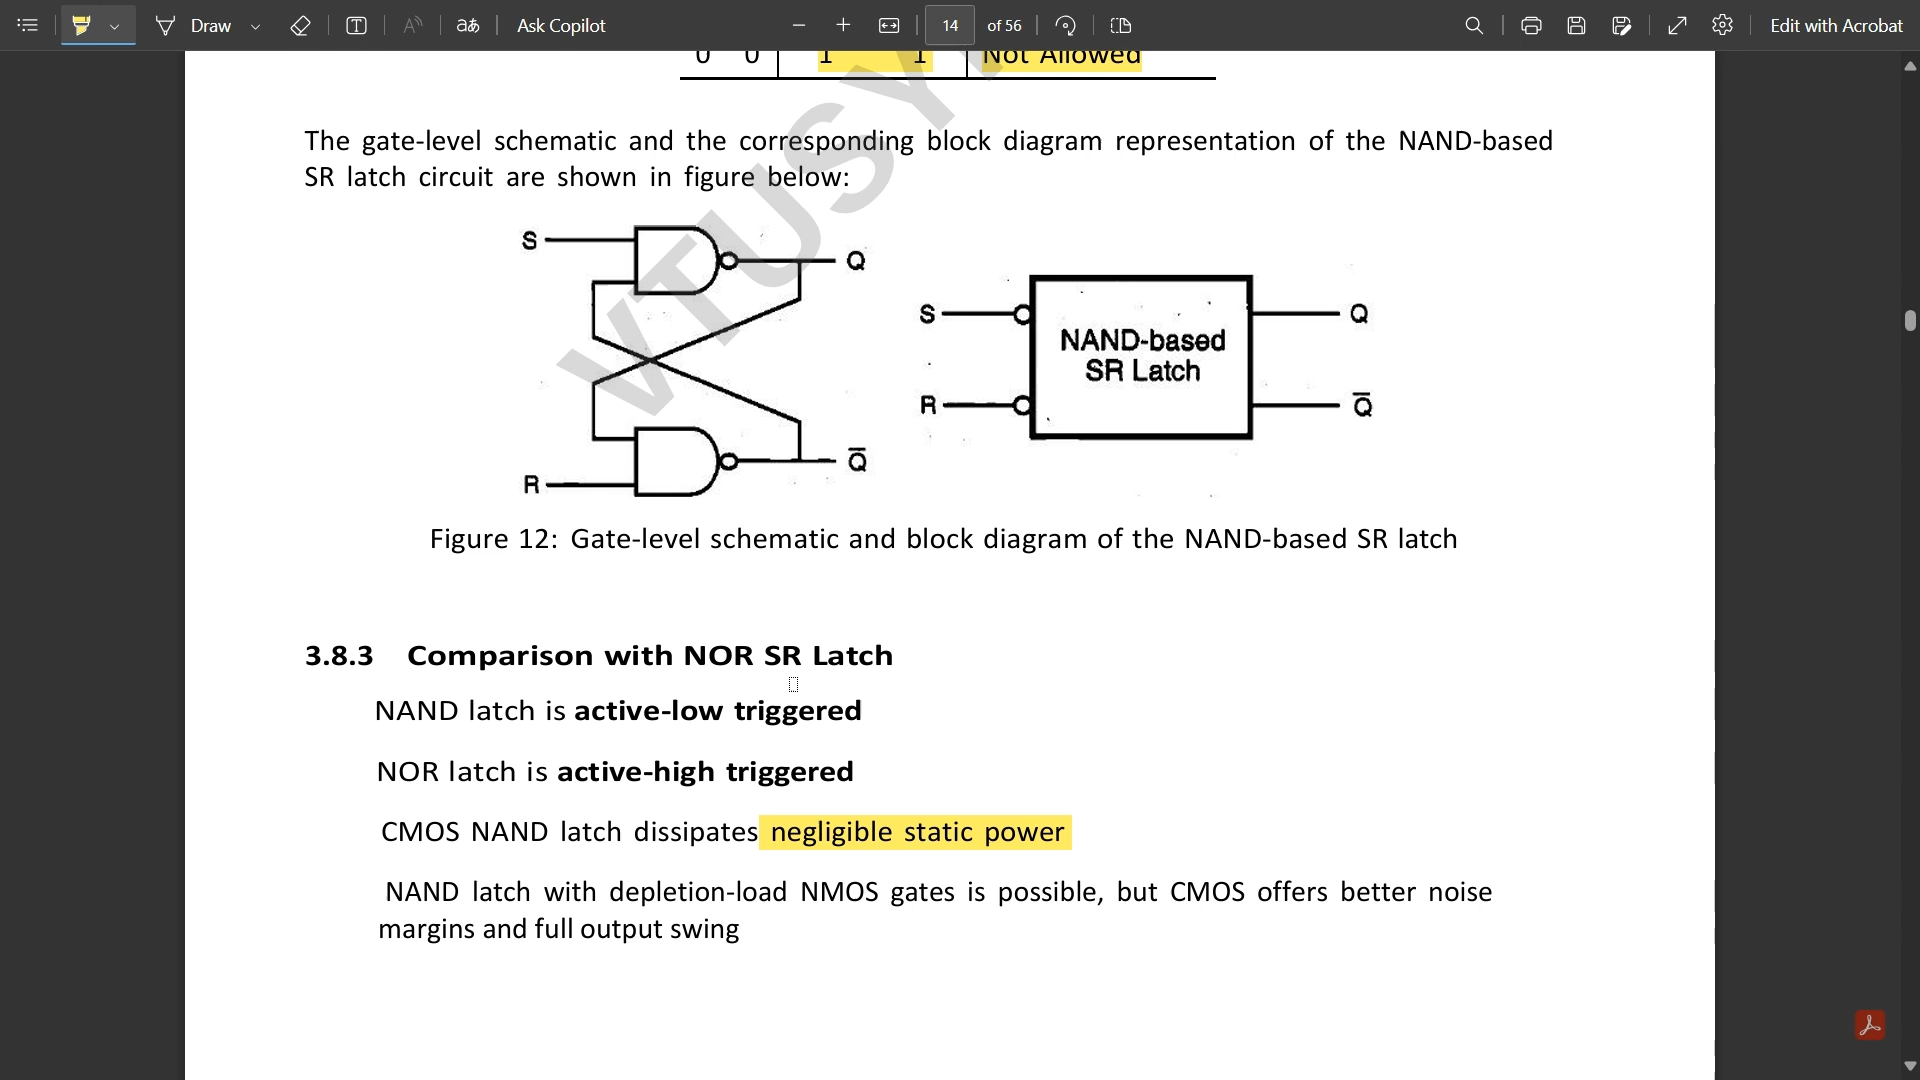 Draw
Ask Copilot
14 of 56
Edit with Acrobat
0 0 1 1 Not Allowed
The gate-level schematic and the corresponding block diagram representation of the NAND-based
SR latch circuit are shown in figure below:
S
Q
R
Q̅
S
R
NAND-based
SR Latch
Q
Q̅
VTUSY
Figure 12: Gate-level schematic and block diagram of the NAND-based SR latch
3.8.3 Comparison with NOR SR Latch
NAND latch is active-low triggered
NOR latch is active-high triggered
CMOS NAND latch dissipates negligible static power
NAND latch with depletion-load NMOS gates is possible, but CMOS offers better noise
margins and full output swing